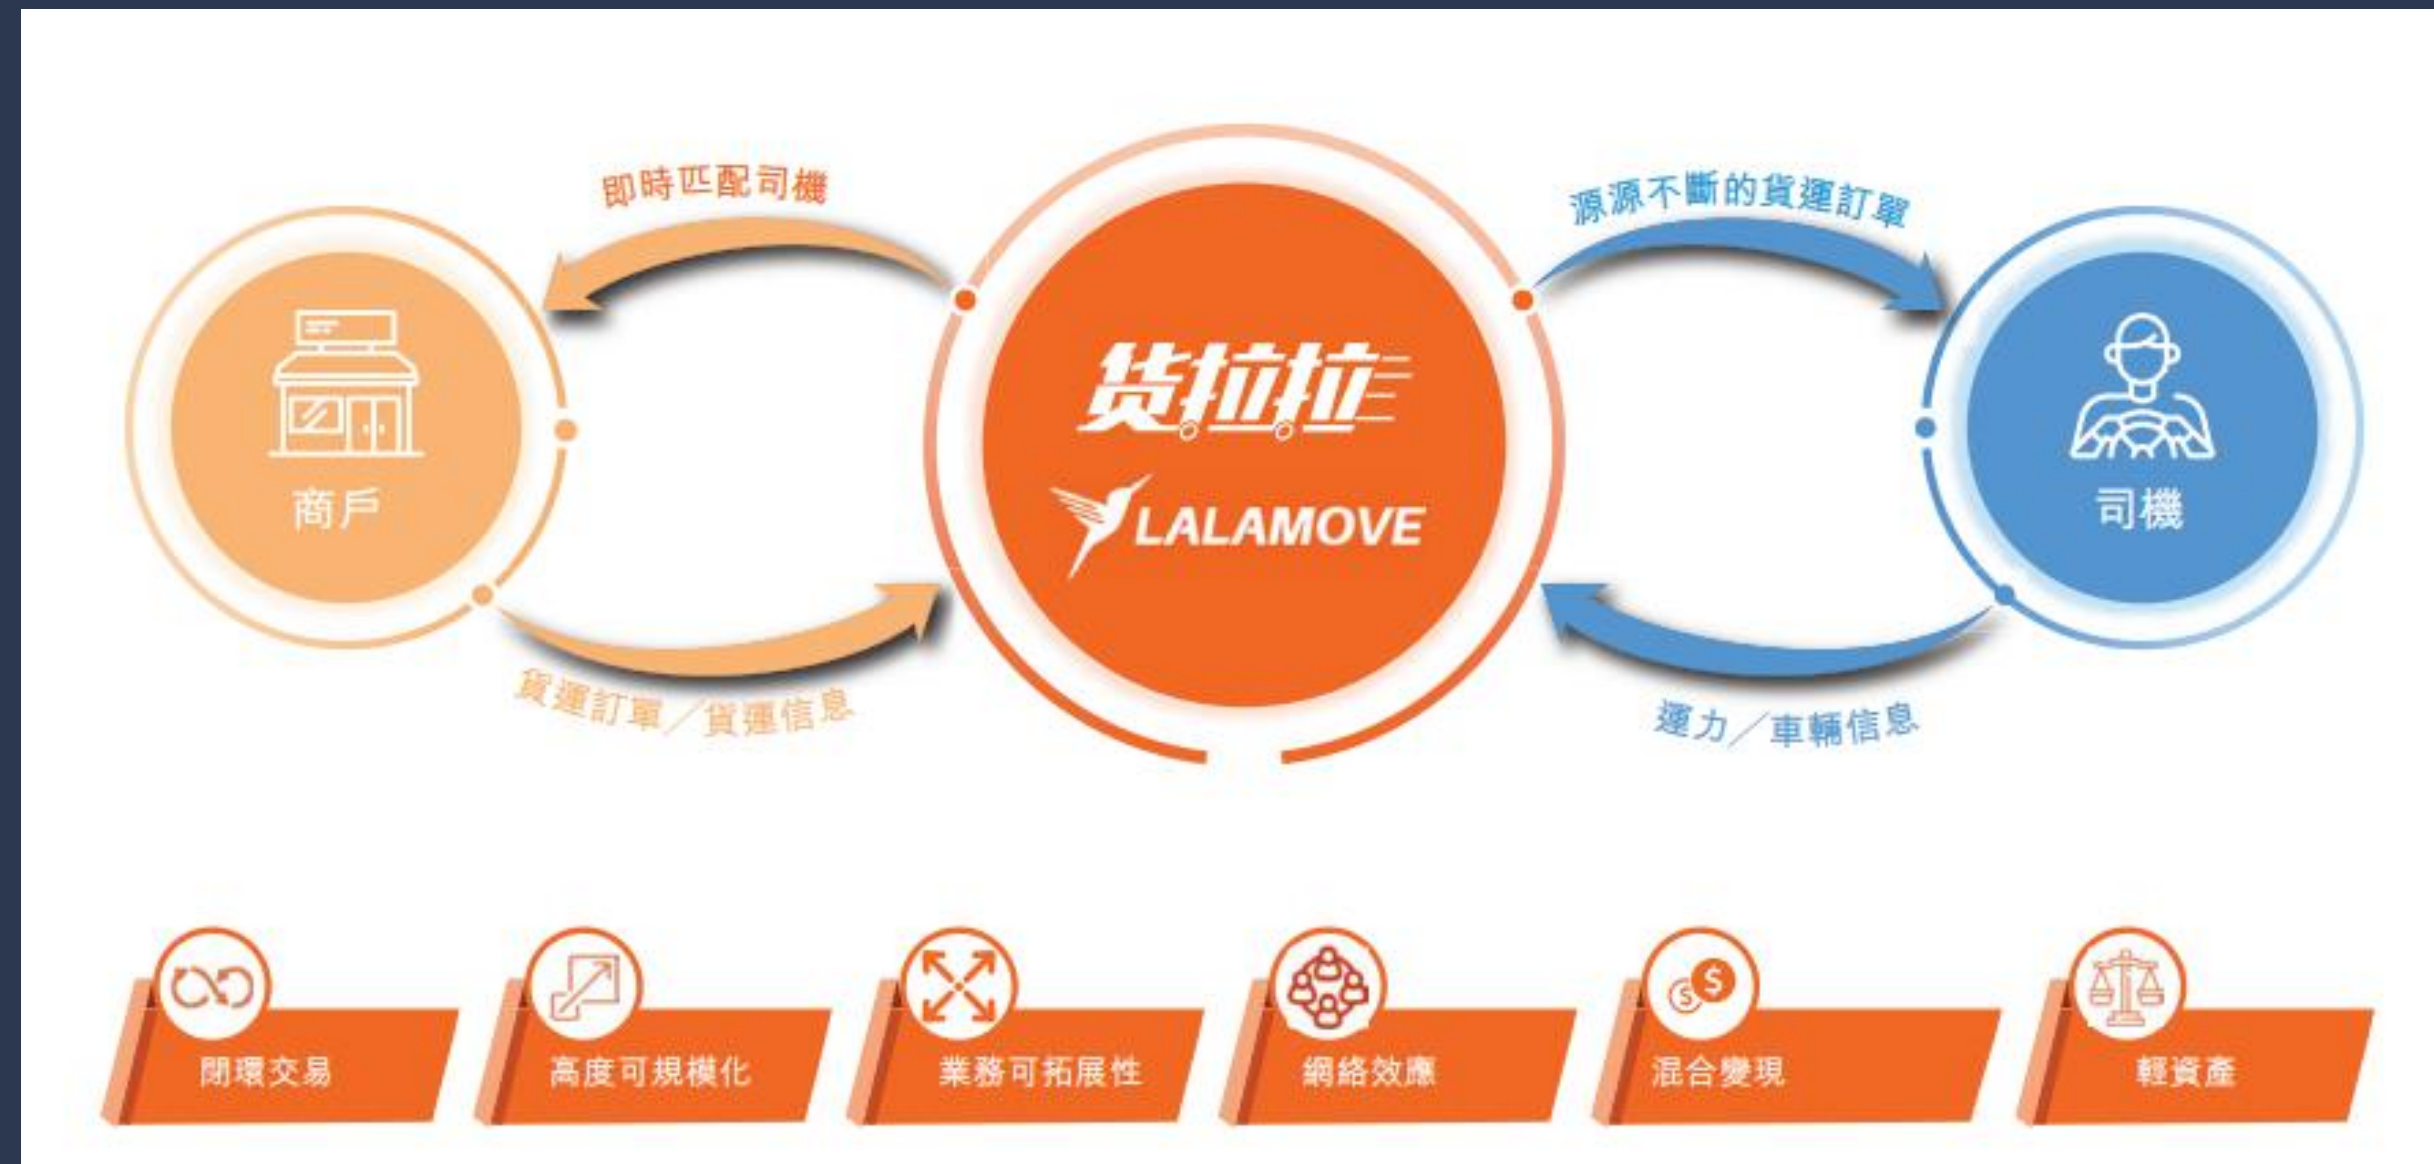 即時匹配司機
源源不斷的貨運訂單
货拉拉
LALAMOVE
商戶
司機
貨運訂單／貨運信息
運力／車輛信息
閉環交易
高度可規模化
業務可拓展性
網絡效應
混合變現
輕資產